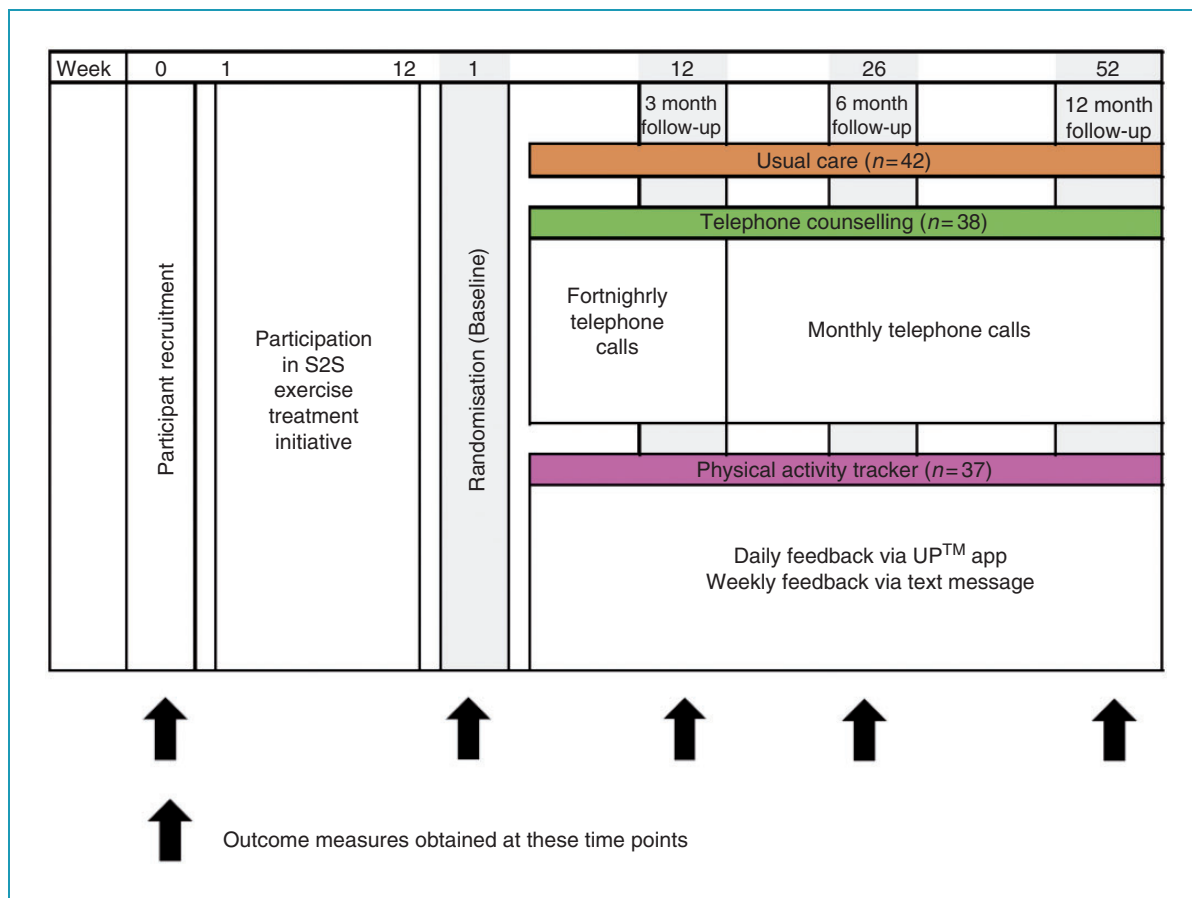 Week 0 1 12 1 12 26 52
3 month
follow-up
6 month
follow-up
12 month
follow-up
Usual care (n=42)
Telephone counselling (n=38)
Participant recruitment
Participation
in S2S
exercise
treatment
initiative
Randomisation (Baseline)
Fortnighrly
telephone
calls
Monthly telephone calls
Physical activity tracker (n=37)
Daily feedback via UP™ app
Weekly feedback via text message
Outcome measures obtained at these time points